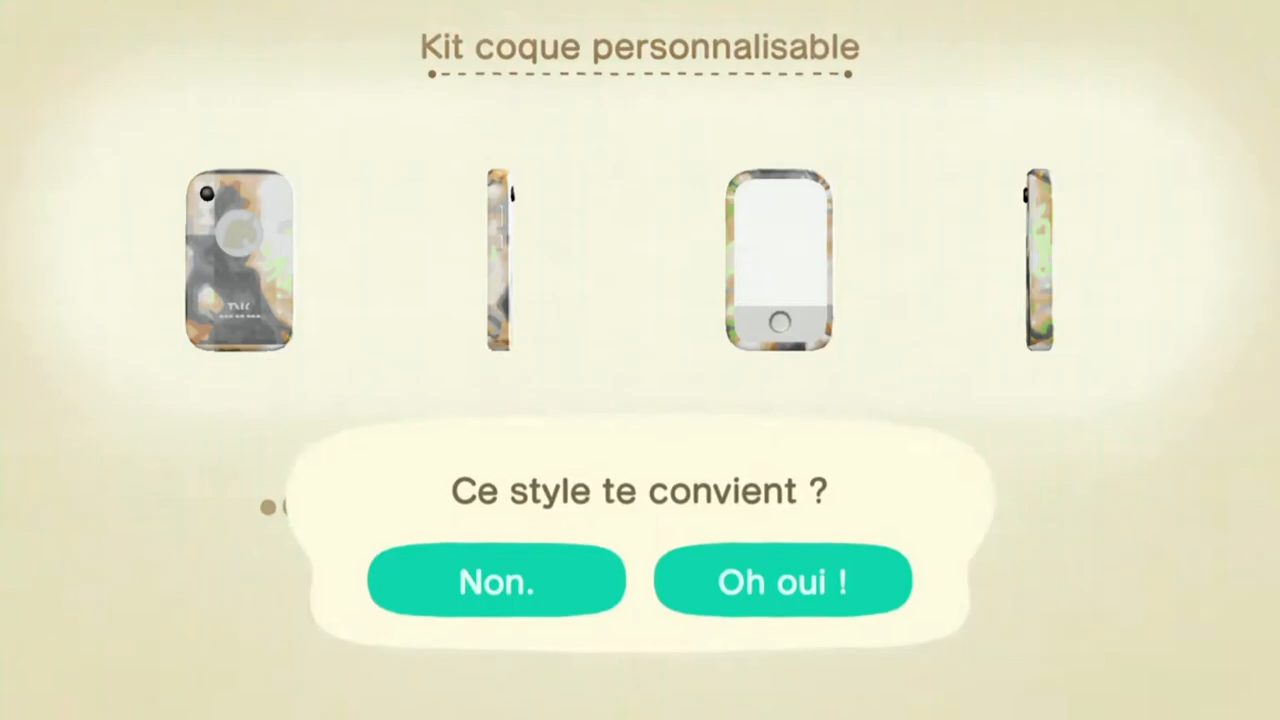 Kit coque personnalisable
Ce style te convient ?
Non.
Oh oui !